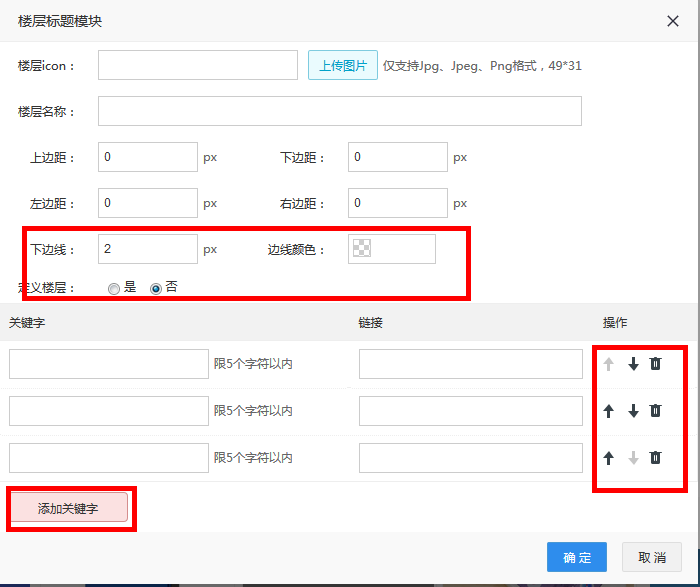 楼层标题模块
楼层icon： 上传图片 仅支持Jpg、Jpeg、Png格式，49*31
楼层名称：
上边距： 0 px 下边距： 0 px
左边距： 0 px 右边距： 0 px
下边线： 2 px 边线颜色：
定义楼层： 是 否
关键字 链接 操作
限5个字符以内
限5个字符以内
限5个字符以内
添加关键字
确 定 取 消